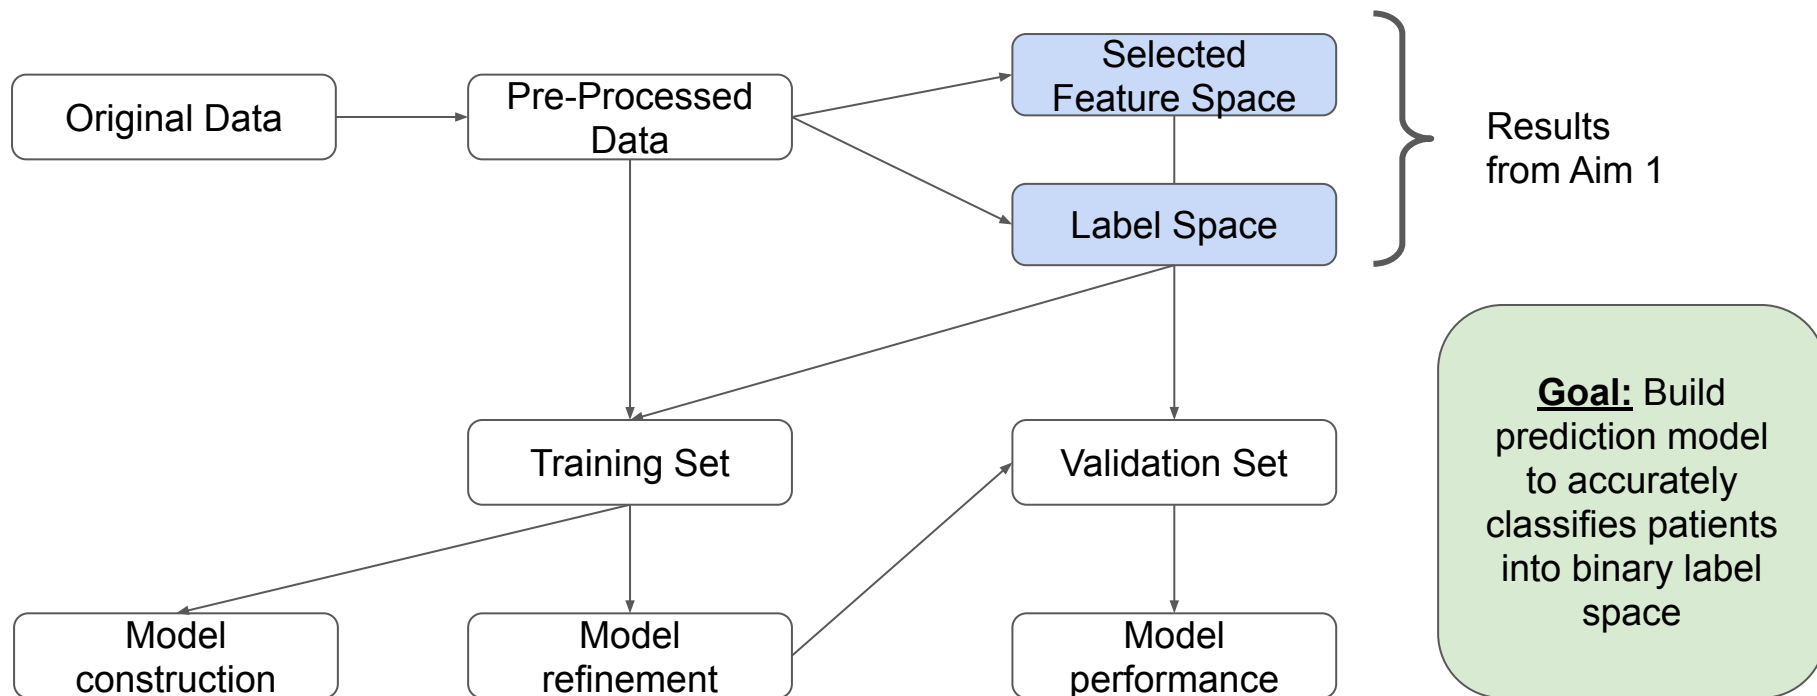 Original Data
Pre-Processed
Data
Selected
Feature Space
Label Space
Results
from Aim 1
Training Set
Validation Set
Model
construction
Model
refinement
Model
performance
Goal: Build
prediction model
to accurately
classifies patients
into binary label
space